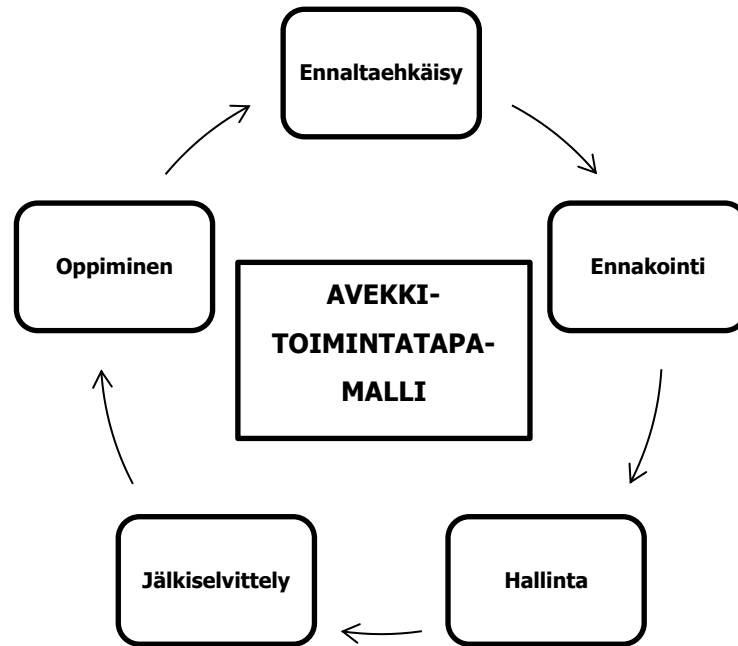 Ennaltaehkäisy
Ennakointi
Hallinta
Jälkiselvittely
Oppiminen
AVEKKI-
TOIMINTATAPA-
MALLI